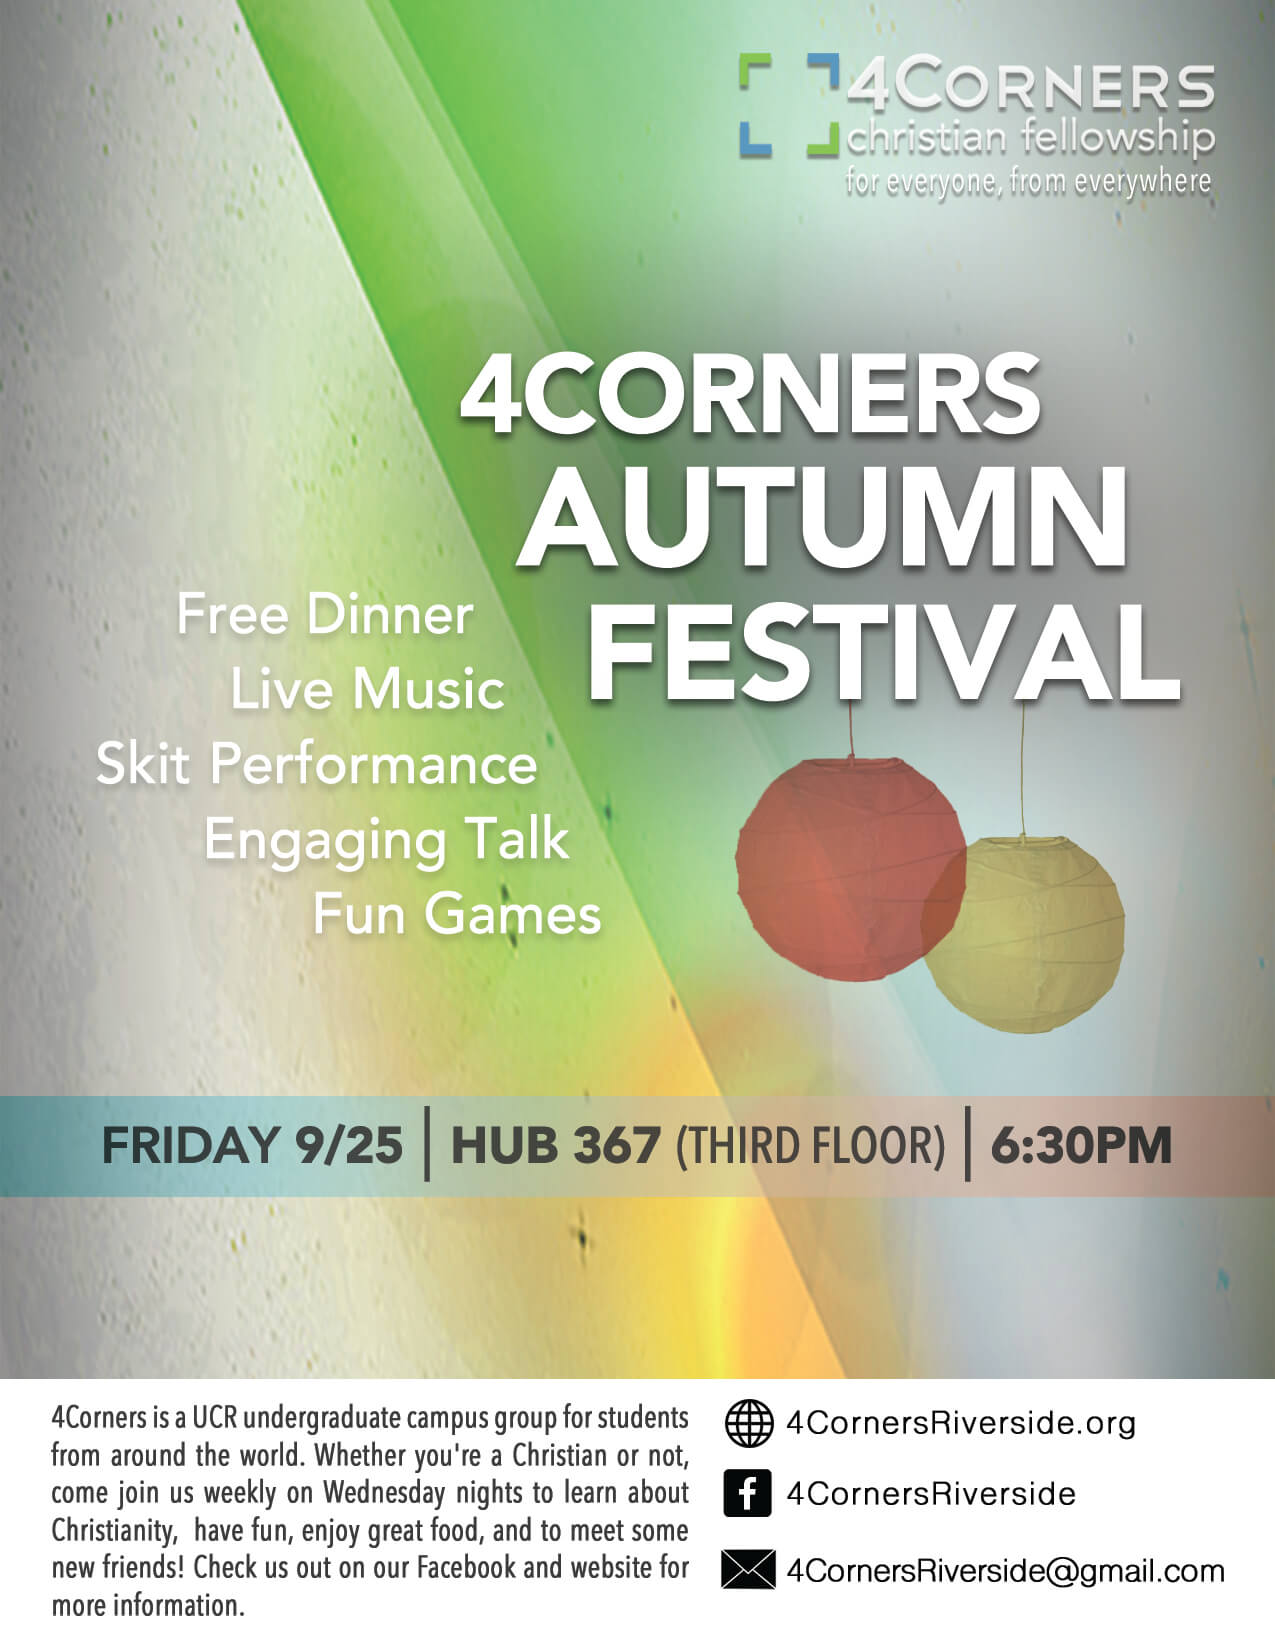 4CORNERS
christian fellowship
for everyone, from everywhere
4CORNERS
AUTUMN
FESTIVAL
Free Dinner
Live Music
Skit Performance
Engaging Talk
Fun Games
FRIDAY 9/25 | HUB 367 (THIRD FLOOR) | 6:30PM
4Corners is a UCR undergraduate campus group for students
from around the world. Whether you're a Christian or not,
come join us weekly on Wednesday nights to learn about
Christianity, have fun, enjoy great food, and to meet some
new friends! Check us out on our Facebook and website for
more information.
4CornersRiverside.org
4CornersRiverside
4CornersRiverside@gmail.com